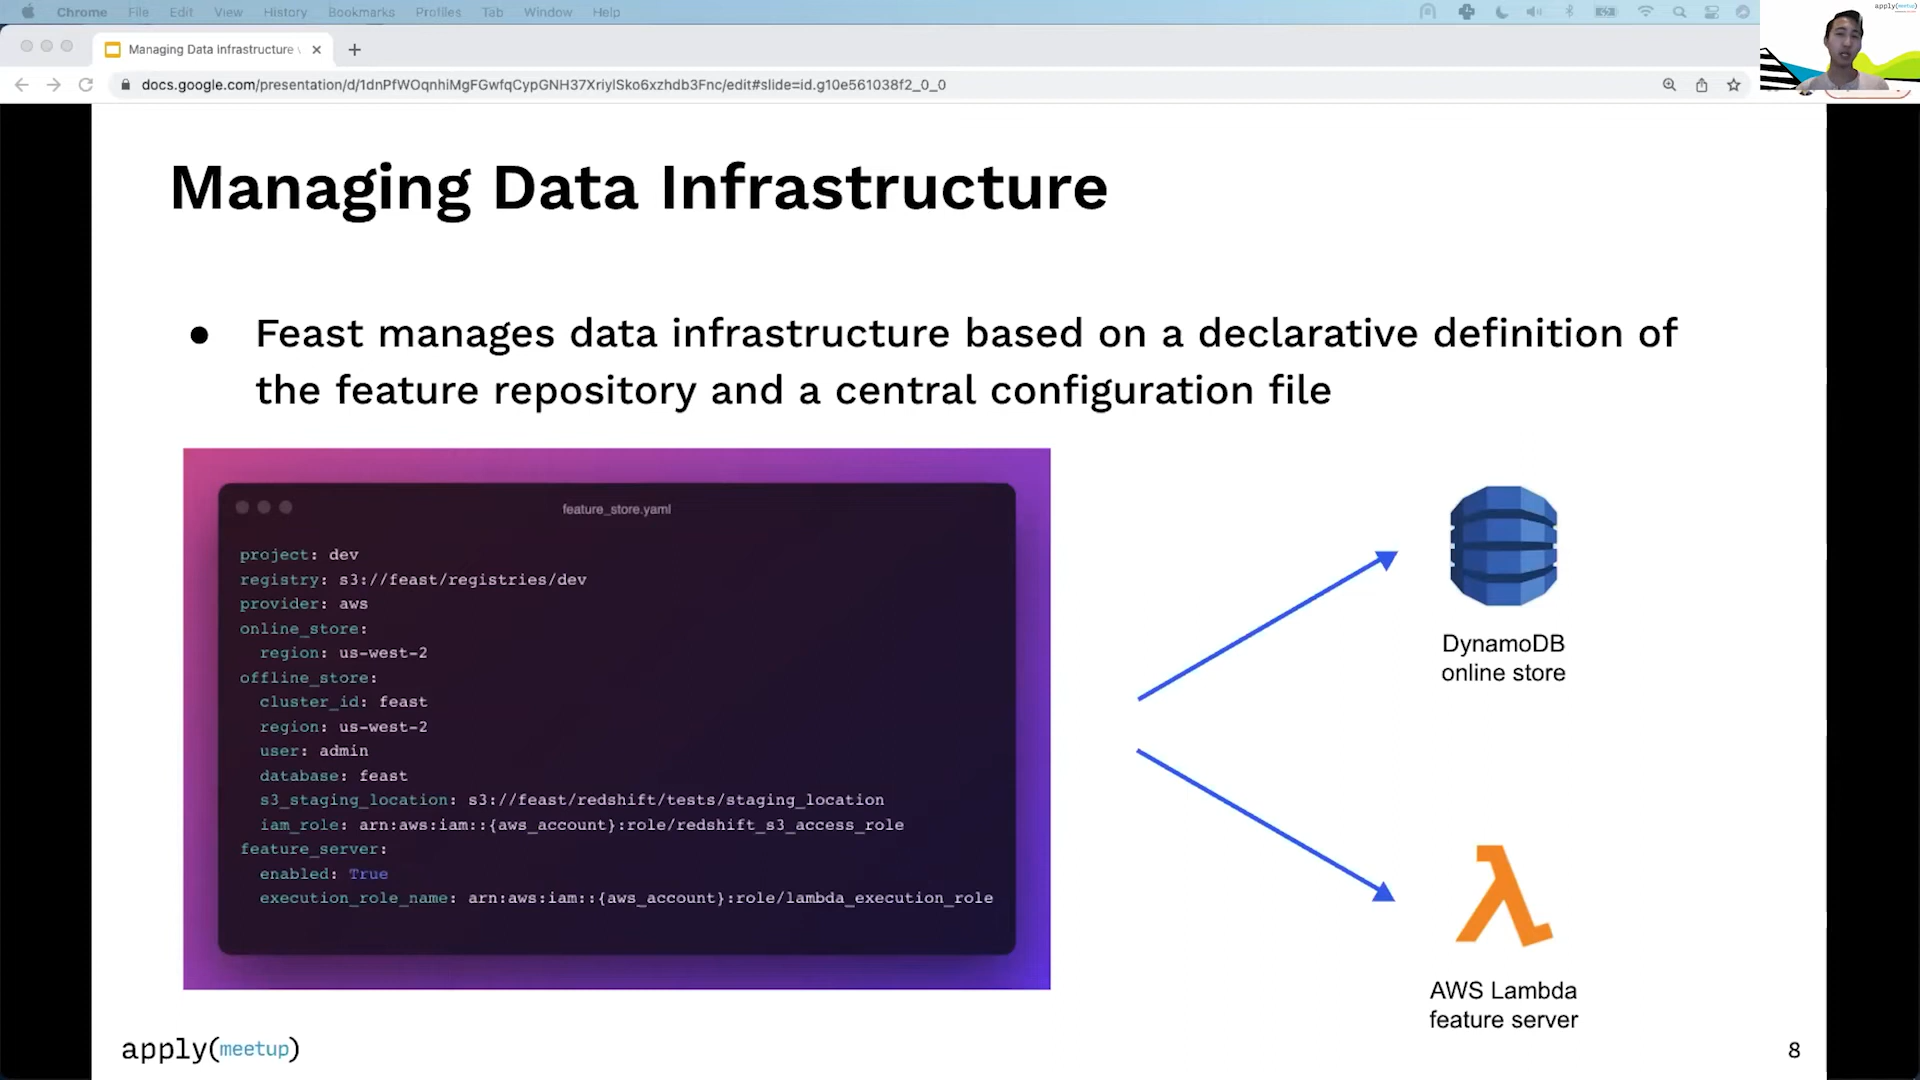 Chrome File Edit View History Bookmarks Profiles Tab Window Help
apply(meetup)
Managing Data Infrastructure
docs.google.com/presentation/d/1dnPfWOqnhiMgFGwfqCypGNH37XriylSko6xzhdb3Fnc/edit#slide=id.g10e561038f2_0_0
Managing Data Infrastructure
● Feast manages data infrastructure based on a declarative definition of
the feature repository and a central configuration file
feature_store.yaml
project: dev
registry: s3://feast/registries/dev
provider: aws
online_store:
  region: us-west-2
offline_store:
  cluster_id: feast
  region: us-west-2
  user: admin
  database: feast
  s3_staging_location: s3://feast/redshift/tests/staging_location
  iam_role: arn:aws:iam::{aws_account}:role/redshift_s3_access_role
feature_server:
  enabled: True
  execution_role_name: arn:aws:iam::{aws_account}:role/lambda_execution_role
DynamoDB
online store
AWS Lambda
feature server
apply(meetup)
8